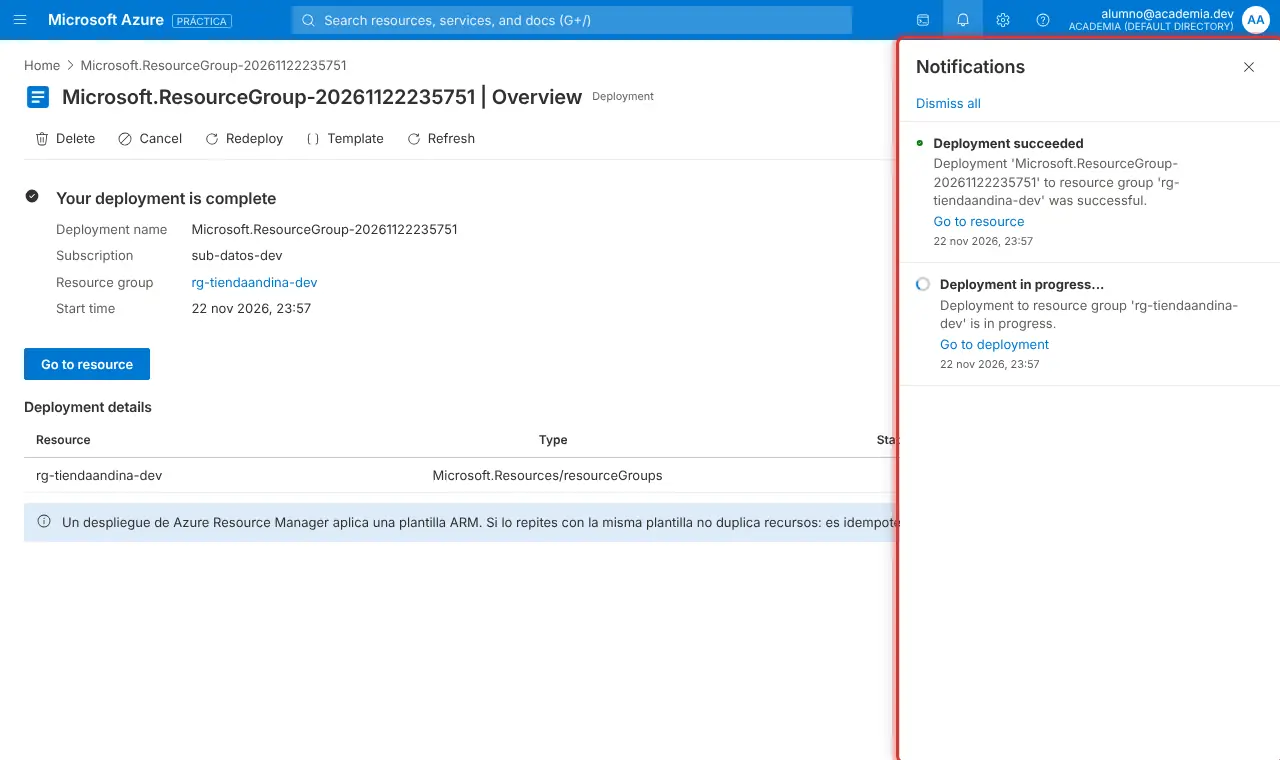 Microsoft Azure PRÁCTICA
Search resources, services, and docs (G+/)
alumno@academia.dev
ACADEMIA (DEFAULT DIRECTORY)
AA
Home > Microsoft.ResourceGroup-20261122235751
Microsoft.ResourceGroup-20261122235751 | Overview Deployment
Delete Cancel Redeploy Template Refresh
Your deployment is complete
Deployment name Microsoft.ResourceGroup-20261122235751
Subscription sub-datos-dev
Resource group rg-tiendaandina-dev
Start time 22 nov 2026, 23:57
Go to resource
Deployment details
Resource Type Sta
rg-tiendaandina-dev Microsoft.Resources/resourceGroups
Un despliegue de Azure Resource Manager aplica una plantilla ARM. Si lo repites con la misma plantilla no duplica recursos: es idempote
Notifications
Dismiss all
Deployment succeeded
Deployment 'Microsoft.ResourceGroup-
20261122235751' to resource group 'rg-
tiendaandina-dev' was successful.
Go to resource
22 nov 2026, 23:57
Deployment in progress...
Deployment to resource group 'rg-tiendaandina-
dev' is in progress.
Go to deployment
22 nov 2026, 23:57